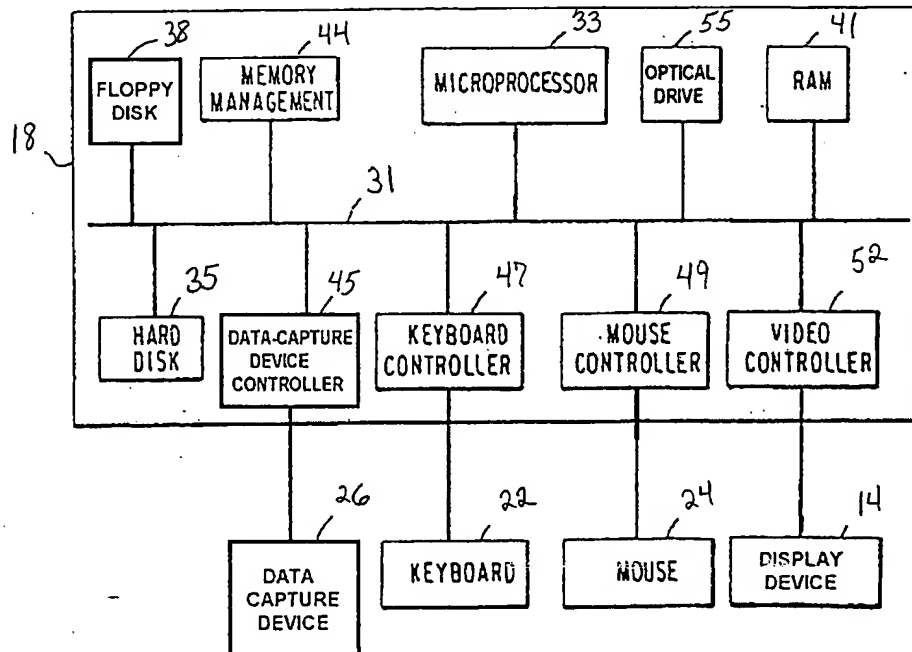 38
44
33
55
41
FLOPPY
DISK
MEMORY
MANAGEMENT
MICROPROCESSOR
OPTICAL
DRIVE
RAM
18
31
35
45
47
49
52
HARD
DISK
DATA-CAPTURE
DEVICE
CONTROLLER
KEYBOARD
CONTROLLER
MOUSE
CONTROLLER
VIDEO
CONTROLLER
26
22
24
14
DATA
CAPTURE
DEVICE
KEYBOARD
MOUSE
DISPLAY
DEVICE